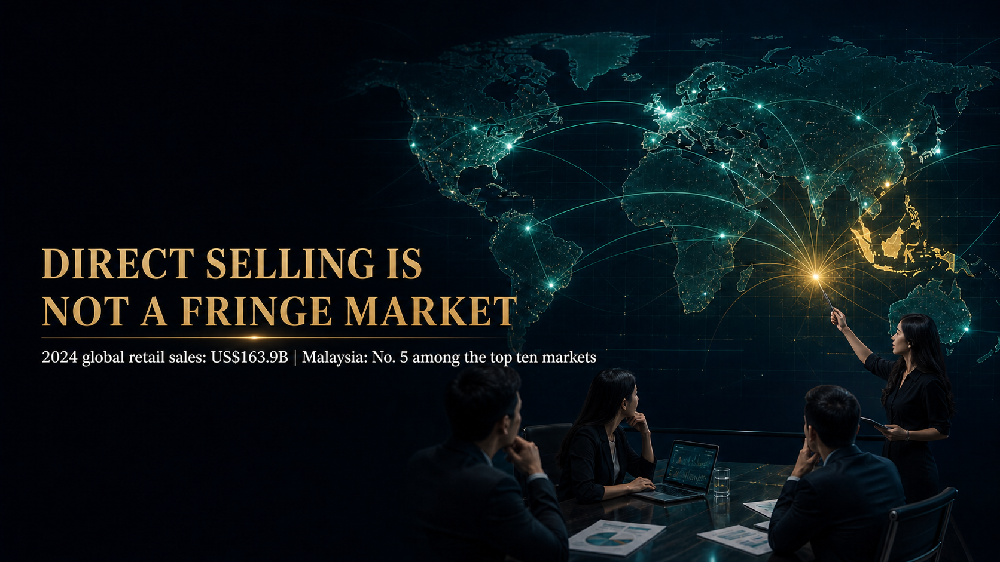 DIRECT SELLING IS
NOT A FRINGE MARKET
2024 global retail sales: US$163.9B | Malaysia: No. 5 among the top ten markets